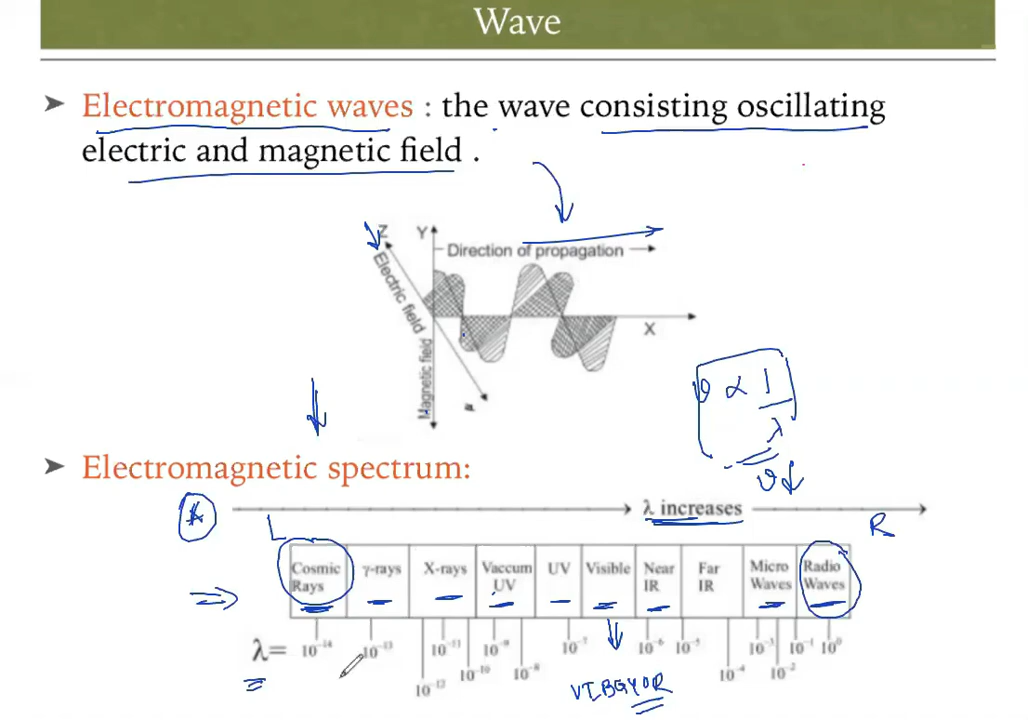 Wave
➤ Electromagnetic waves : the wave consisting oscillating
electric and magnetic field .
Z
Y
Direction of propagation
Electric field
Magnetic field
X
ϑ ∝ 1/λ
ϑ↓
➤ Electromagnetic spectrum:
λ increases
L
R
Cosmic Rays γ-rays X-rays Vaccum UV UV Visible Near IR Far IR Micro Waves Radio Waves
λ= 10⁻¹⁴ 10⁻¹³ 10⁻¹¹ 10⁻⁹ 10⁻⁷ 10⁻⁶ 10⁻⁵ 10⁻³ 10⁻¹ 10⁰
10⁻¹⁰ 10⁻⁸ 10⁻⁴ 10⁻²
VIBGYOR